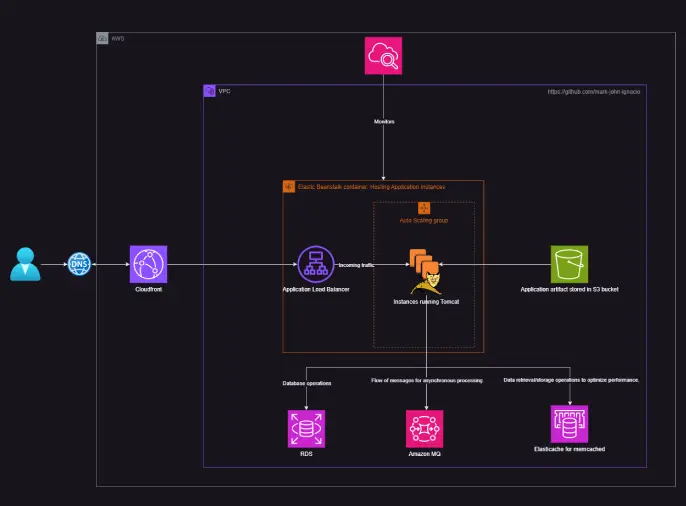 AWS
VPC
https://github.com/mark-john-ignacio
Monitors
Elastic Beanstalk container: Hosting Application Instances
Auto Scaling group
DNS
Cloudfront
Application Load Balancer
Incoming traffic
Instances running Tomcat
Application artifact stored in S3 bucket
Database operations
Flow of messages for asynchronous processing
Data retrieval/storage operations to optimize performance.
RDS
Amazon MQ
Elasticache for memcached